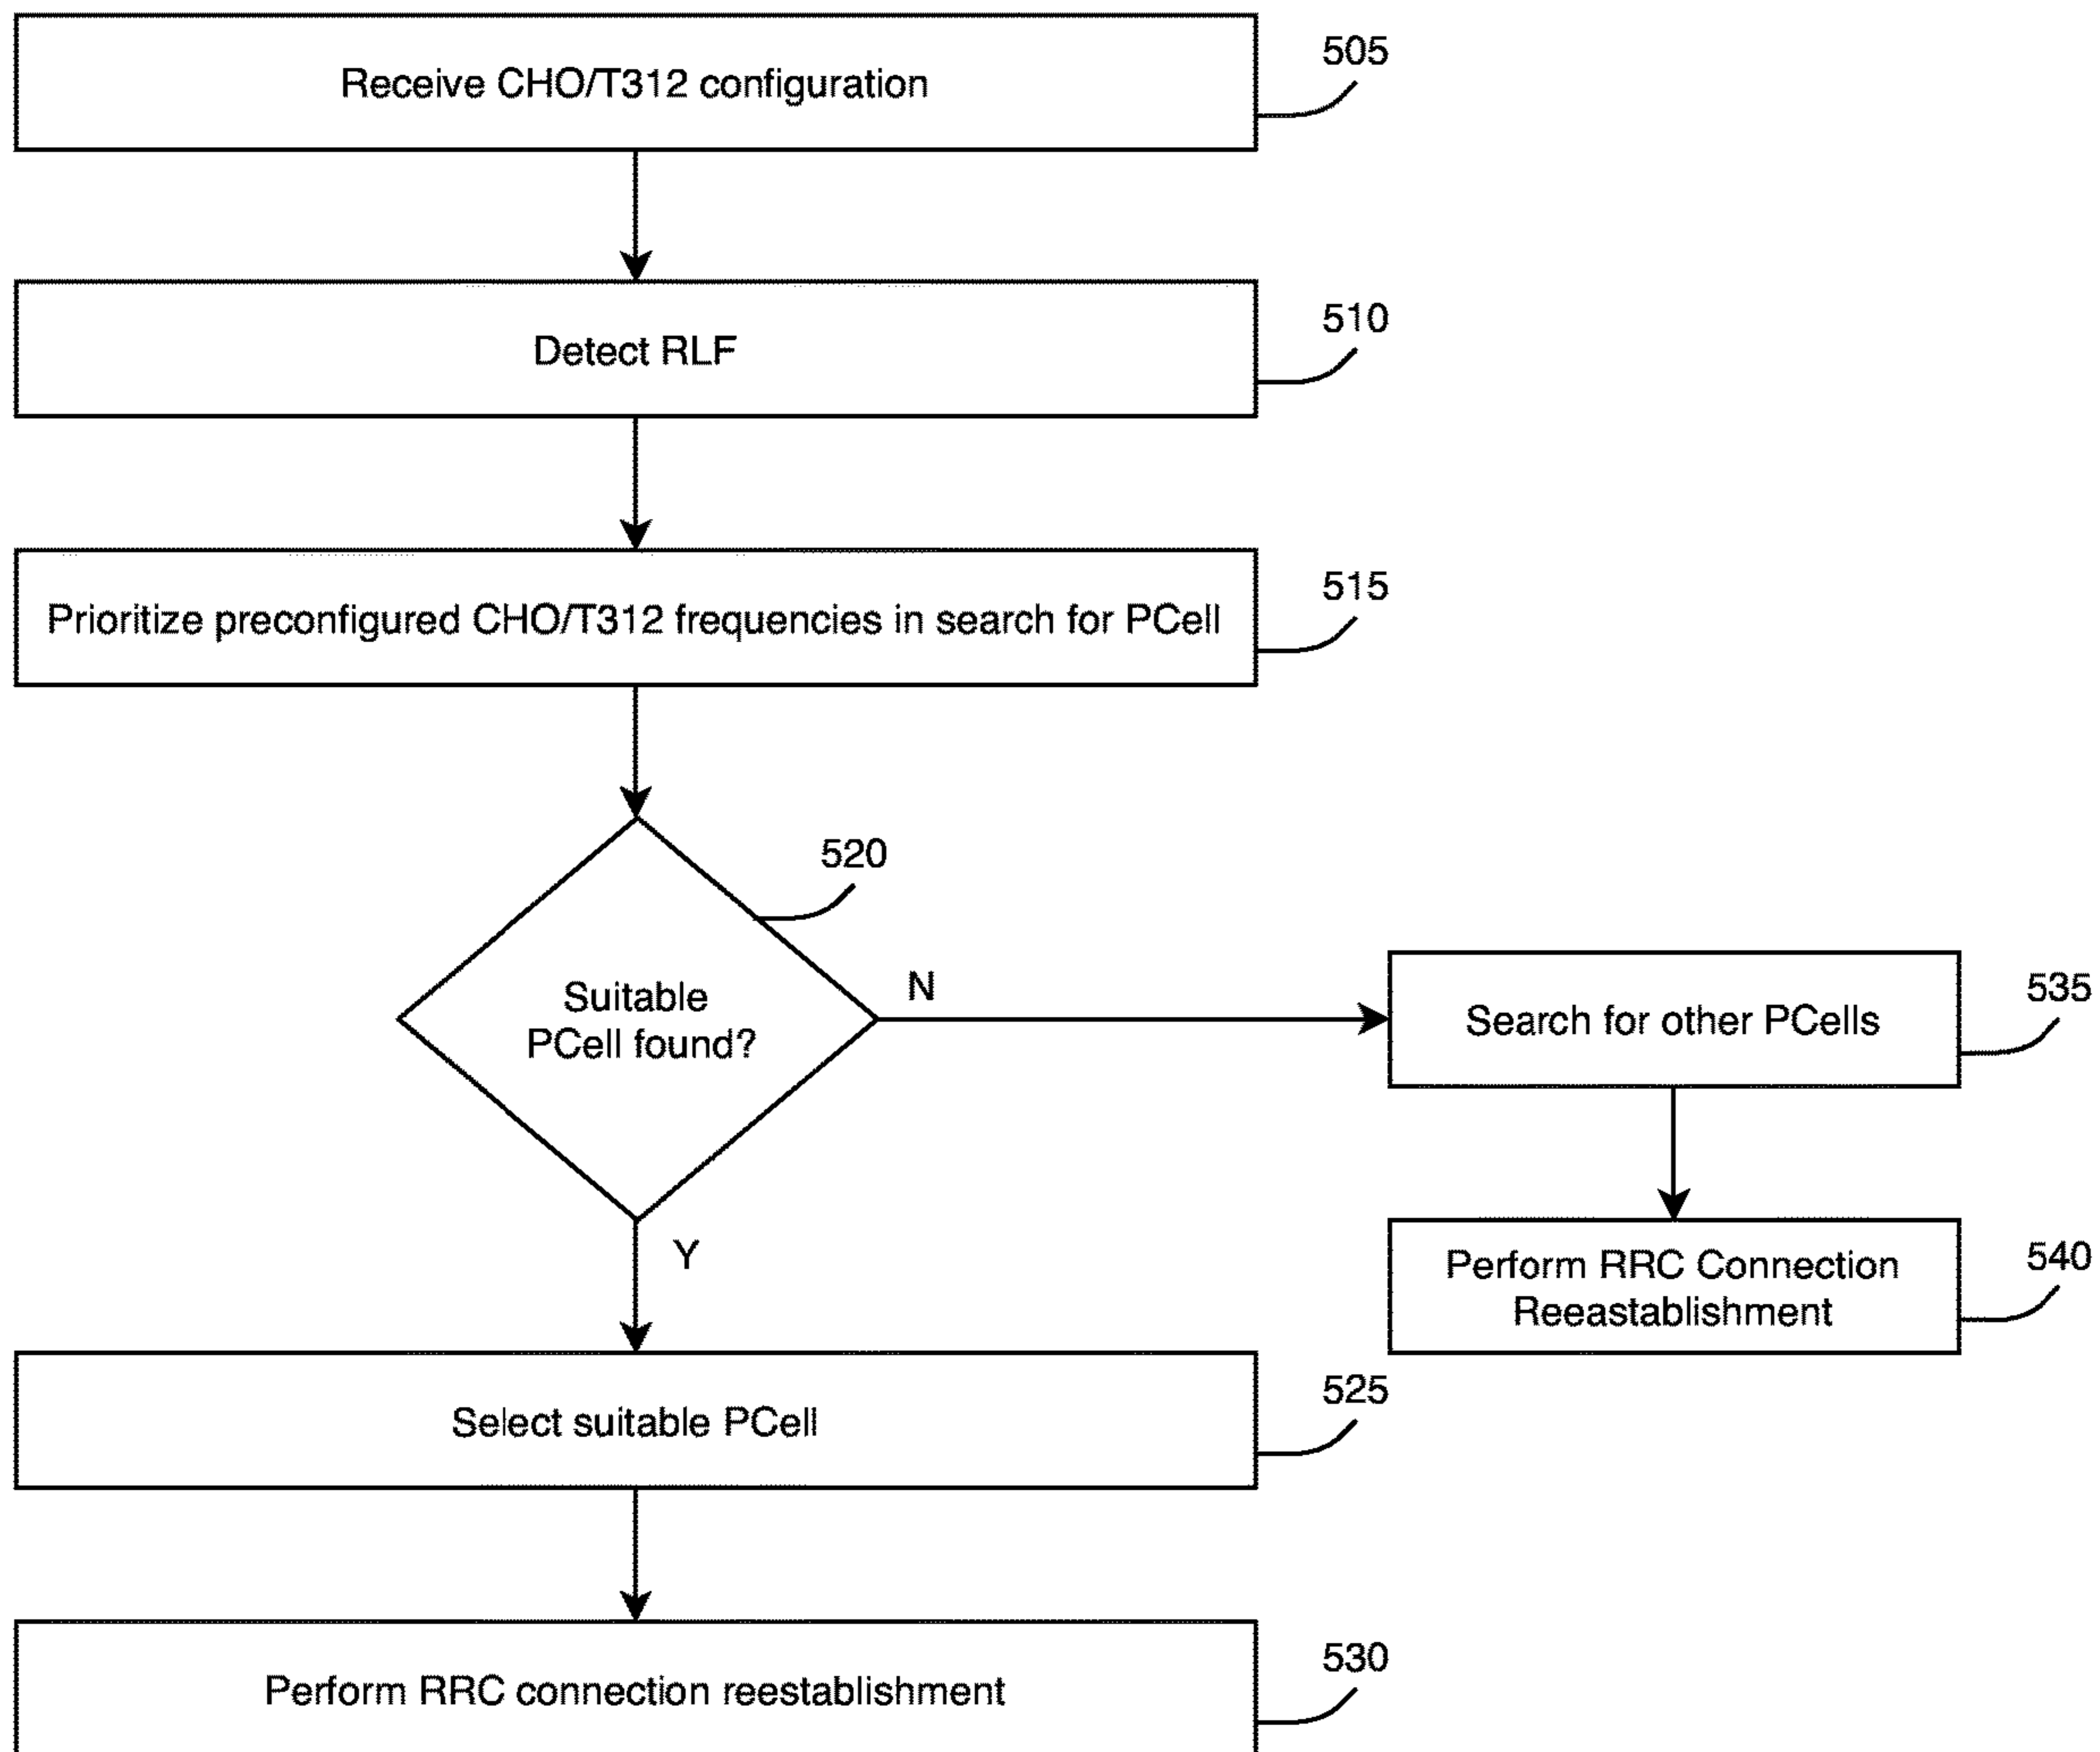 Receive CHO/T312 configuration
505
Detect RLF
510
Prioritize preconfigured CHO/T312 frequencies in search for PCell
515
520
Suitable
PCell found?
N
Search for other PCells
535
Y
Perform RRC Connection
Reeastablishment
540
Select suitable PCell
525
Perform RRC connection reestablishment
530